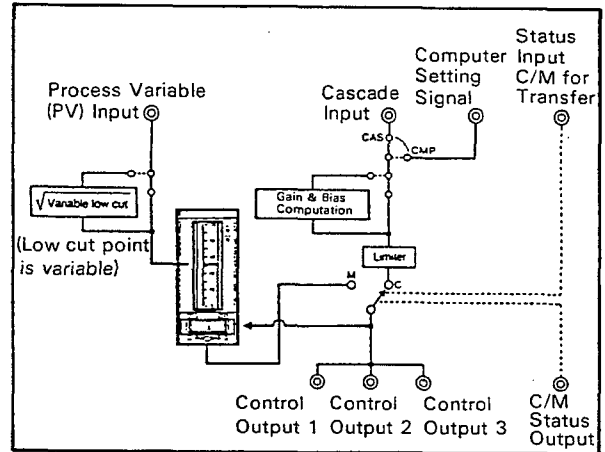 Status
Input
C/M for
Transfer
Computer
Setting
Signal
Process Variable
(PV) Input
Cascade
Input
CAS
CMP
√Variable low cut
Gain & Bias
Computation
(Low cut point
is variable)
Limiter
M
C
Control
Output 1
Control
Output 2
Control
Output 3
C/M
Status
Output